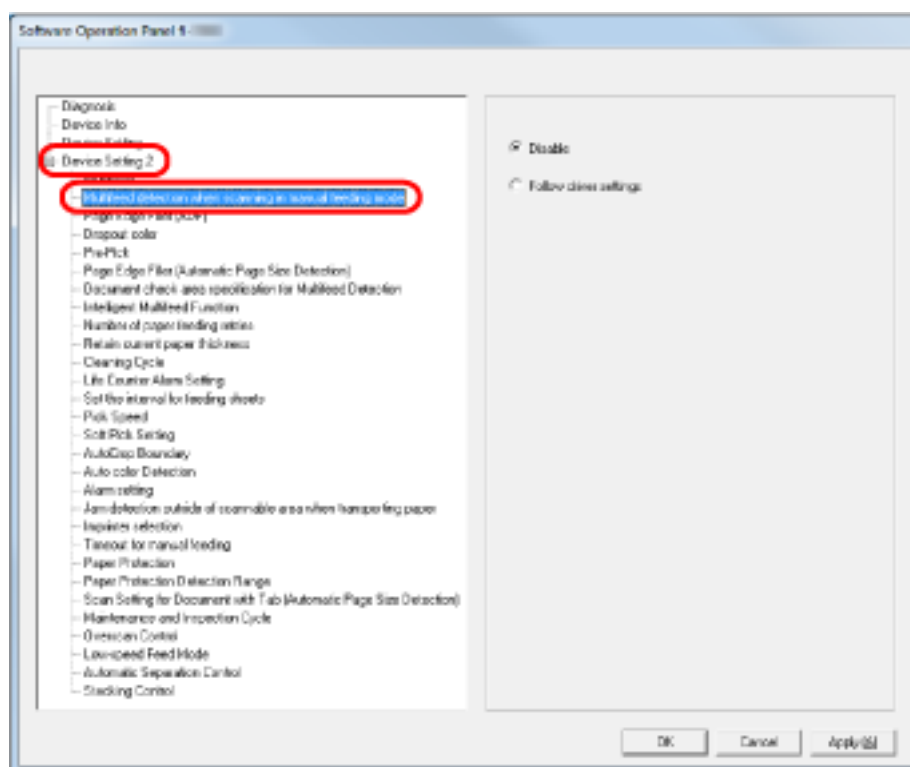 Software Operation Panel
Diagnosis
Device Info
Device Setting 2
Multifeed detection when scanning in manual feeding mode
Dropout color
Pre-Pick
Page Edge Filler (Automatic Page Size Detection)
Document check area specification for Multifeed Detection
Intelligent Multifeed Function
Number of paper feeding retries
Retain current paper thickness
Cleaning Cycle
Life Counter Alarm Setting
Set the interval for feeding sheets
Pick Speed
Soft Pick Setting
AutoCrop Boundary
Auto color Detection
Alarm setting
Jam detection outside of scannable area when transporting paper
Imprinter selection
Timeout for manual feeding
Paper Protection
Paper Protection Detection Range
Scan Setting for Document with Tab (Automatic Page Size Detection)
Maintenance and Inspection Cycle
Overscan Control
Low-speed Feed Mode
Automatic Separation Control
Stacking Control
Disable
Follow driver settings
OK
Cancel
Apply (A)